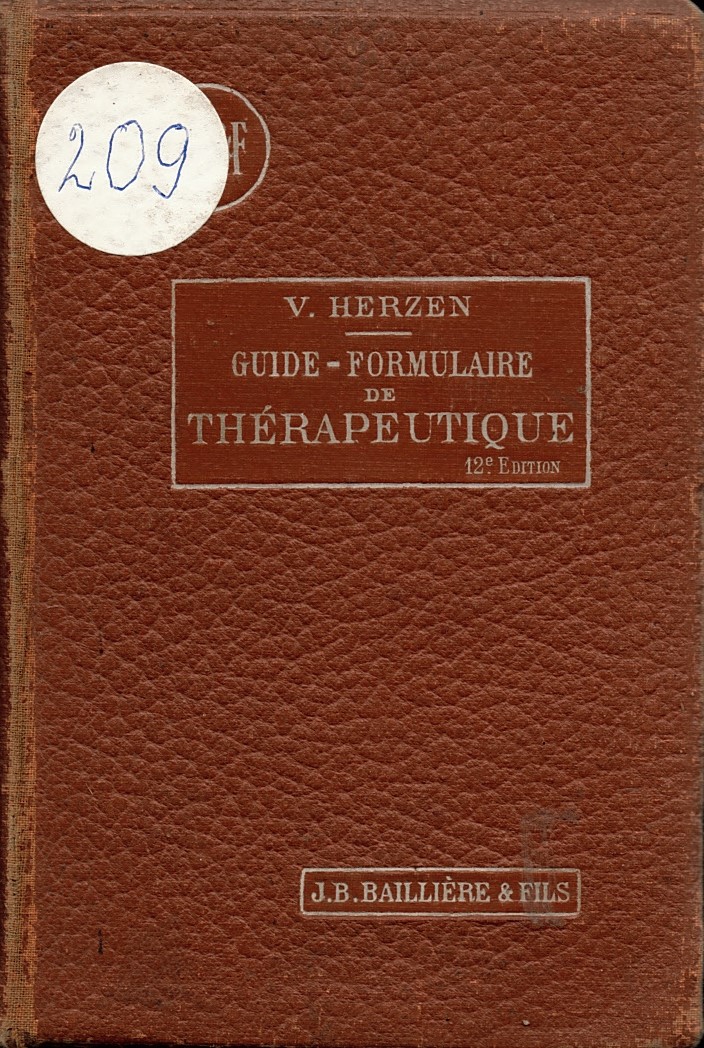 209
F
V. HERZEN
GUIDE-FORMULAIRE
DE
THÉRAPEUTIQUE
12e EDITION
J.B. BAILLIÈRE & FILS